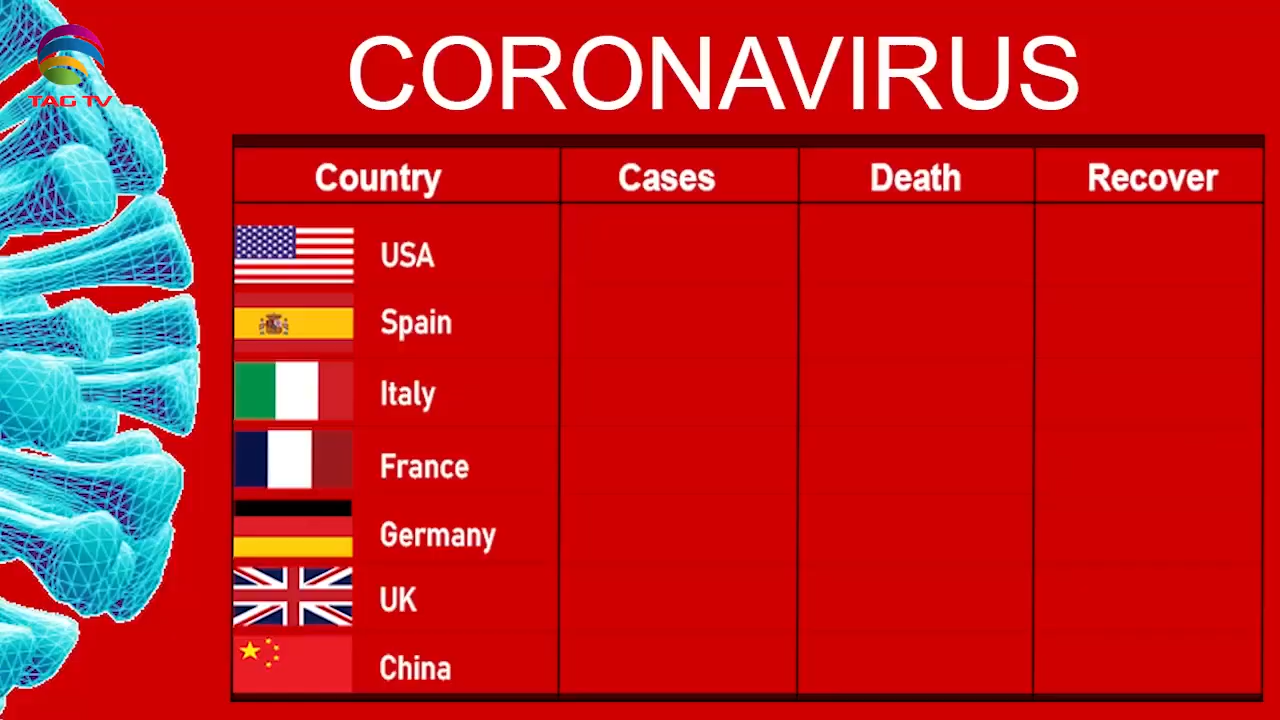 TAG TV
CORONAVIRUS
Country Cases Death Recover
USA
Spain
Italy
France
Germany
UK
China